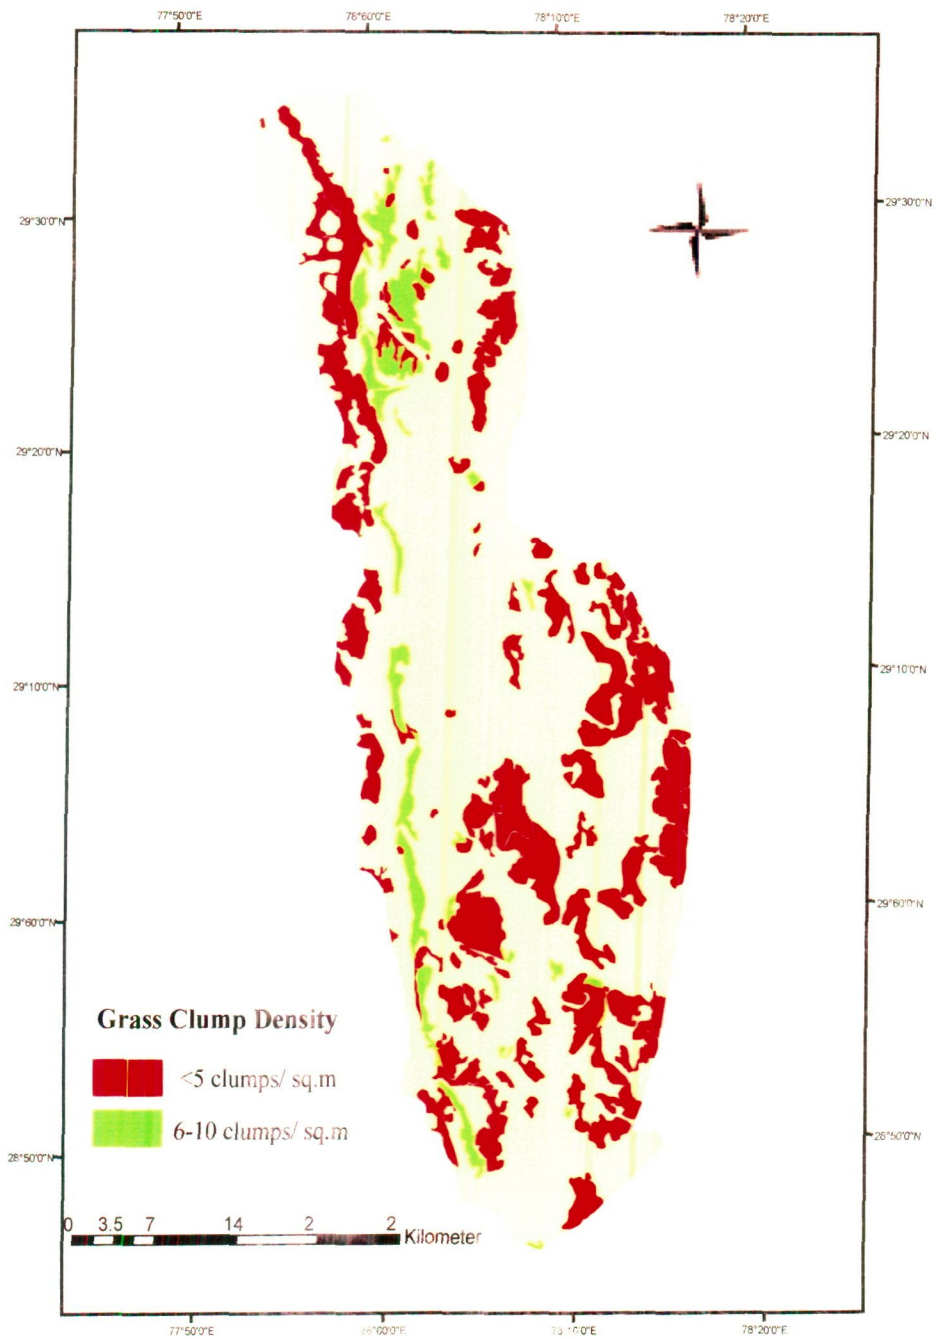 77°50'0"E 78°60'0"E 78°10'0"E 78°20'0"E
29°30'0"N 29°30'0"N
29°20'0"N 29°20'0"N
29°10'0"N 29°10'0"N
29°60'0"N 29°60'0"N
Grass Clump Density
<5 clumps/ sq.m
6-10 clumps/ sq.m
28°50'0"N 26°50'0"N
0 3.5 7 14 2 2
Kilometer
77°50'0"E 78°20'0"E